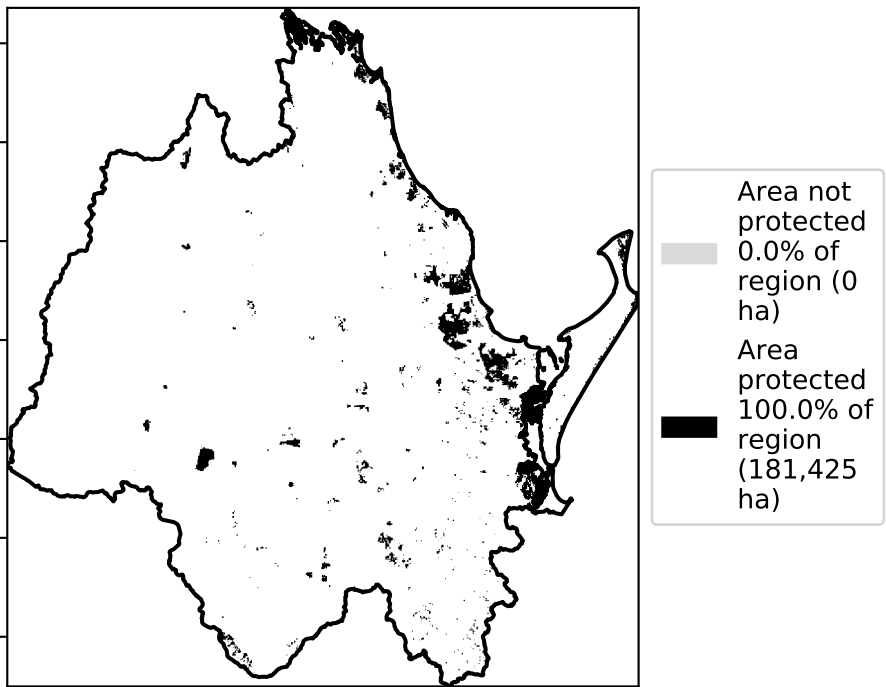 Area not
protected
0.0% of
region (0
ha)
Area
protected
100.0% of
region
(181,425
ha)